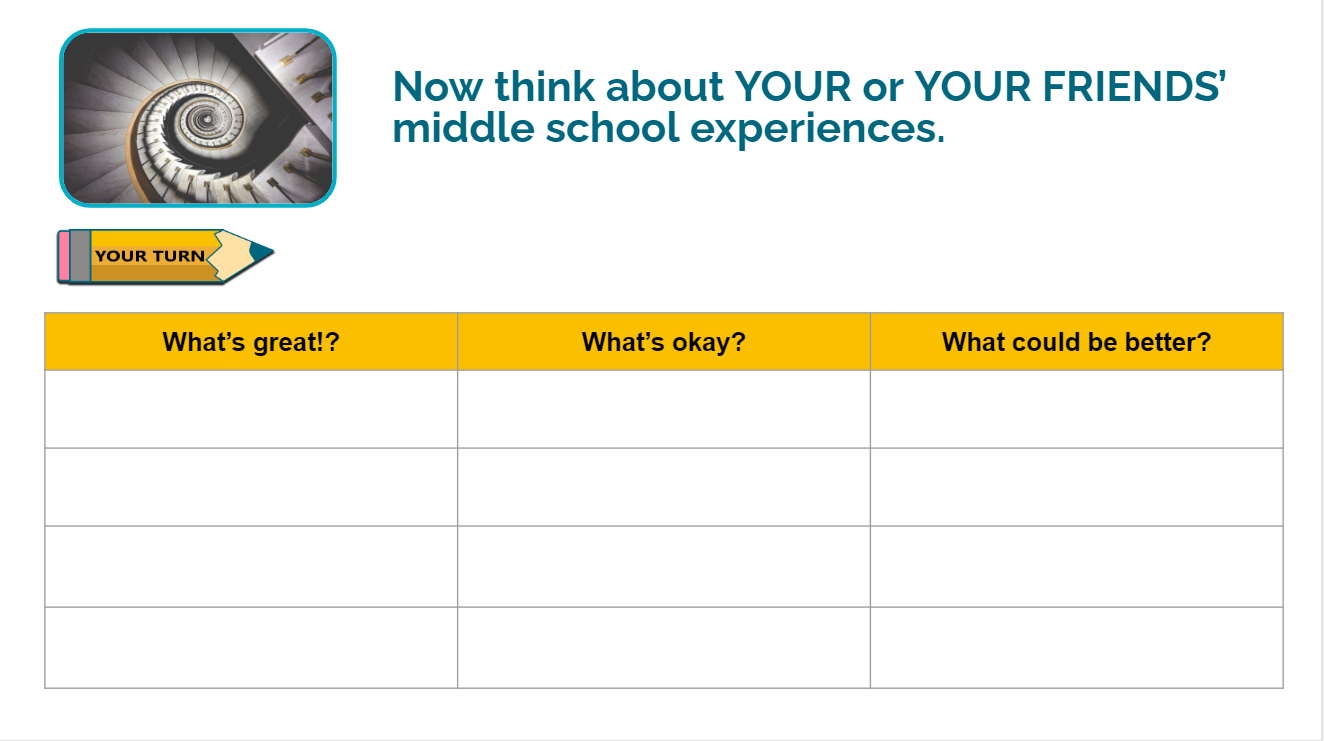 Now think about YOUR or YOUR FRIENDS’
middle school experiences.
YOUR TURN
What’s great!?
What’s okay?
What could be better?